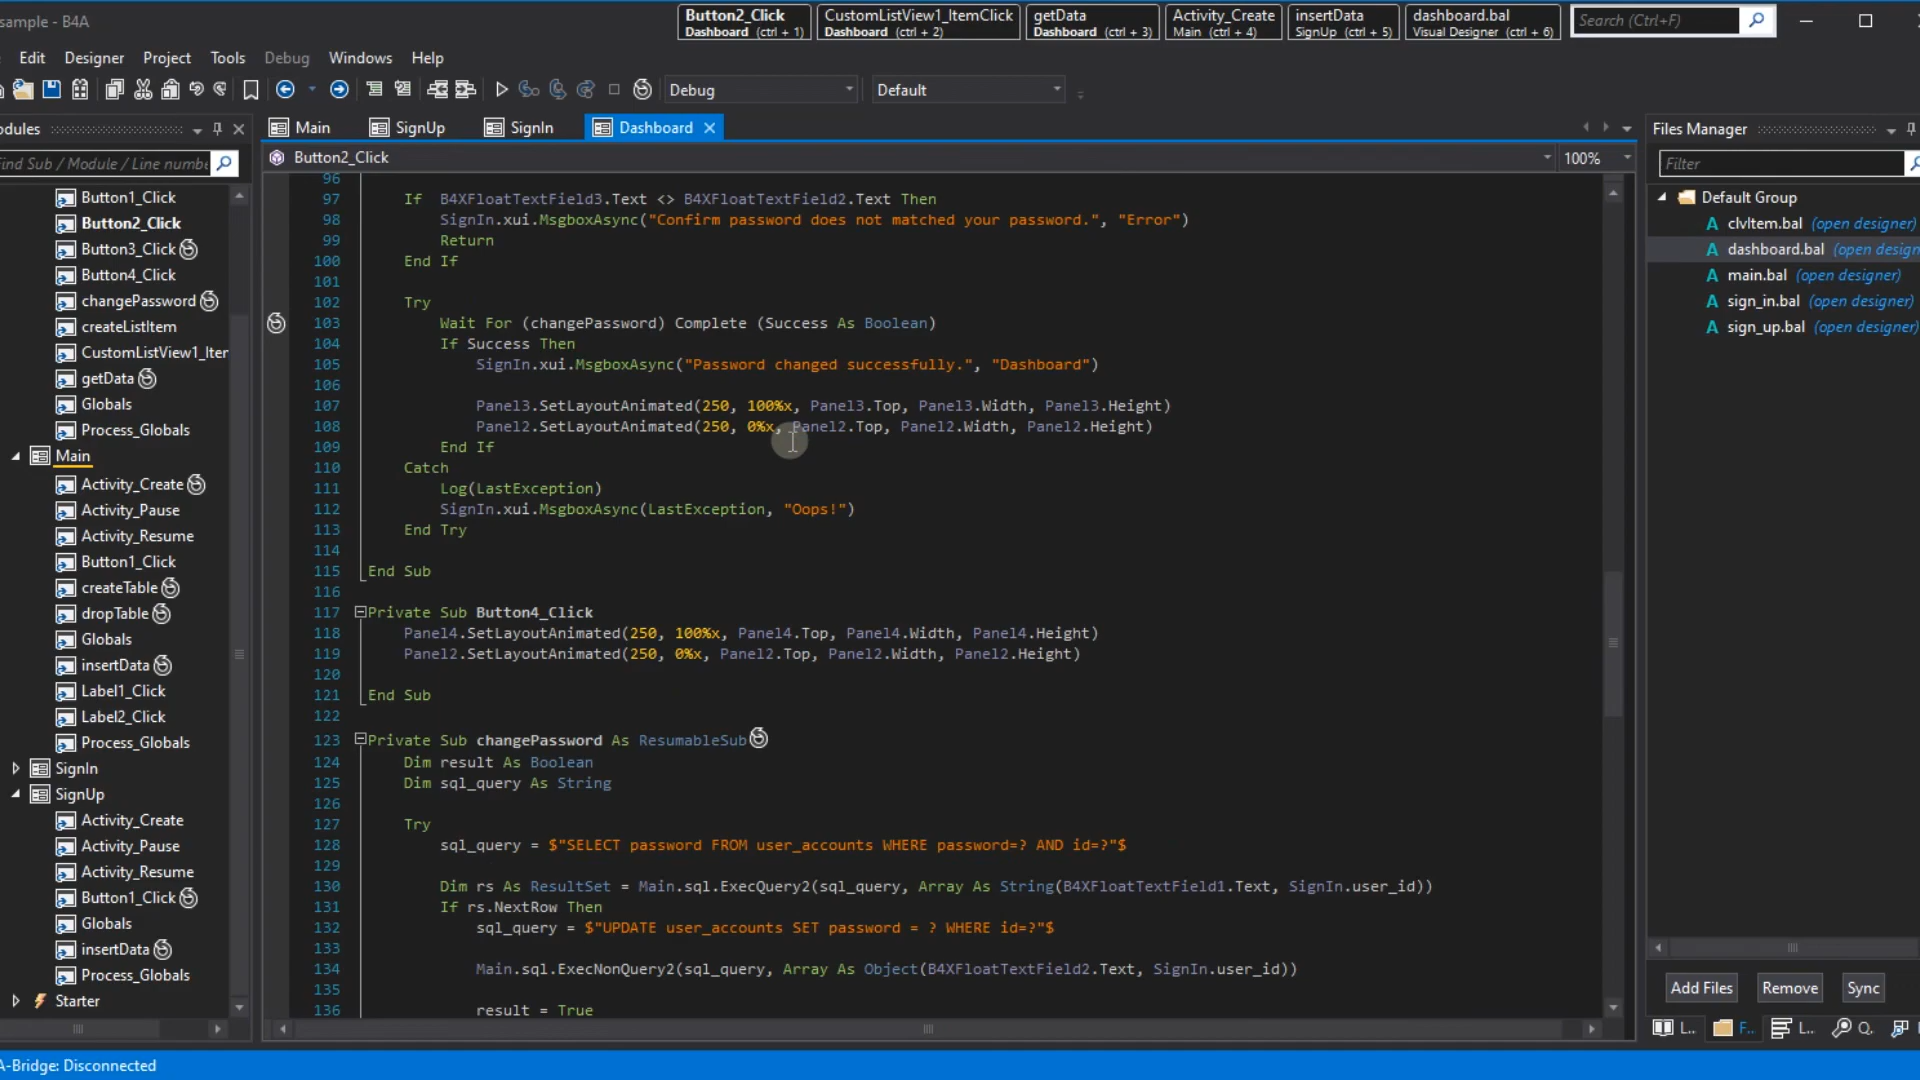 sample - B4A
Button2_Click
Dashboard (ctrl + 1)
CustomListView1_ItemClick
Dashboard (ctrl + 2)
getData
Dashboard (ctrl + 3)
Activity_Create
Main (ctrl + 4)
insertData
SignUp (ctrl + 5)
dashboard.bal
Visual Designer (ctrl + 6)
Search (Ctrl+F)
Edit Designer Project Tools Debug Windows Help
Debug
Default
odules
Main
SignUp
SignIn
Dashboard
Files Manager
ind Sub / Module / Line numbe
Button2_Click
100%
Filter
Button1_Click
Button2_Click
Button3_Click
Button4_Click
changePassword
createListItem
CustomListView1_Iter
getData
Globals
Process_Globals
Main
Activity_Create
Activity_Pause
Activity_Resume
Button1_Click
createTable
dropTable
Globals
insertData
Label1_Click
Label2_Click
Process_Globals
SignIn
SignUp
Activity_Create
Activity_Pause
Activity_Resume
Button1_Click
Globals
insertData
Process_Globals
Starter
96
97 If B4XFloatTextField3.Text <> B4XFloatTextField2.Text Then
98 SignIn.xui.MsgboxAsync("Confirm password does not matched your password.", "Error")
99 Return
100 End If
101
102 Try
103 Wait For (changePassword) Complete (Success As Boolean)
104 If Success Then
105 SignIn.xui.MsgboxAsync("Password changed successfully.", "Dashboard")
106
107 Panel3.SetLayoutAnimated(250, 100%x, Panel3.Top, Panel3.Width, Panel3.Height)
108 Panel2.SetLayoutAnimated(250, 0%x, Panel2.Top, Panel2.Width, Panel2.Height)
109 End If
110 Catch
111 Log(LastException)
112 SignIn.xui.MsgboxAsync(LastException, "Oops!")
113 End Try
114
115 End Sub
116
117 Private Sub Button4_Click
118 Panel4.SetLayoutAnimated(250, 100%x, Panel4.Top, Panel4.Width, Panel4.Height)
119 Panel2.SetLayoutAnimated(250, 0%x, Panel2.Top, Panel2.Width, Panel2.Height)
120
121 End Sub
122
123 Private Sub changePassword As ResumableSub
124 Dim result As Boolean
125 Dim sql_query As String
126
127 Try
128 sql_query = $"SELECT password FROM user_accounts WHERE password=? AND id=?"$
129
130 Dim rs As ResultSet = Main.sql.ExecQuery2(sql_query, Array As String(B4XFloatTextField1.Text, SignIn.user_id))
131 If rs.NextRow Then
132 sql_query = $"UPDATE user_accounts SET password = ? WHERE id=?"$
133
134 Main.sql.ExecNonQuery2(sql_query, Array As Object(B4XFloatTextField2.Text, SignIn.user_id))
135
136 result = True
Default Group
A clvItem.bal (open designer)
A dashboard.bal (open design
A main.bal (open designer)
A sign_in.bal (open designer)
A sign_up.bal (open designer)
Add Files
Remove
Sync
L..
F..
L...
Q.
A-Bridge: Disconnected